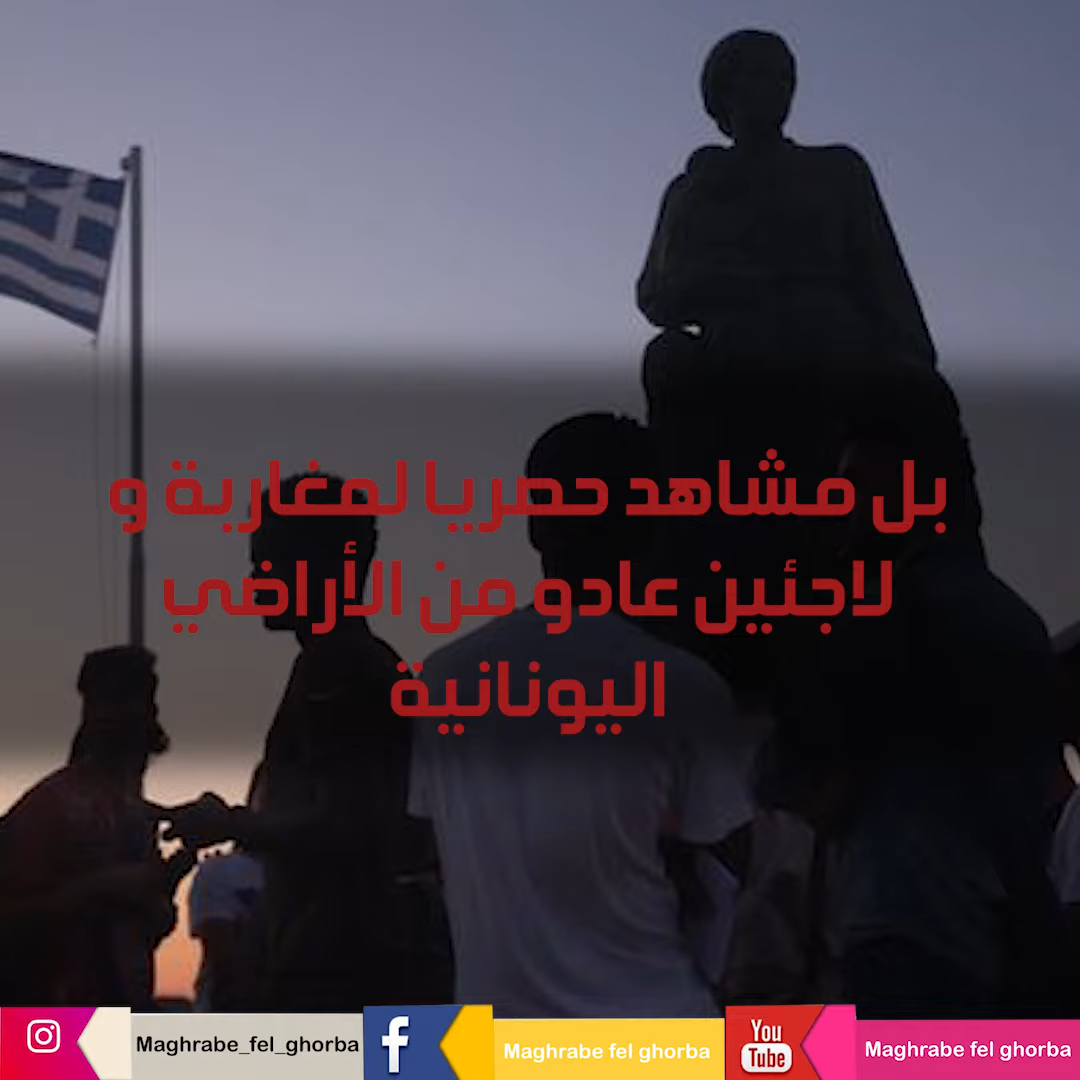 بل مشاهد حصريا لمغاربة و
لاجئين عادو من الأراضي
اليونانية
Maghrabe_fel_ghorba
f
Maghrabe fel ghorba
You
Tube
Maghrabe fel ghorba